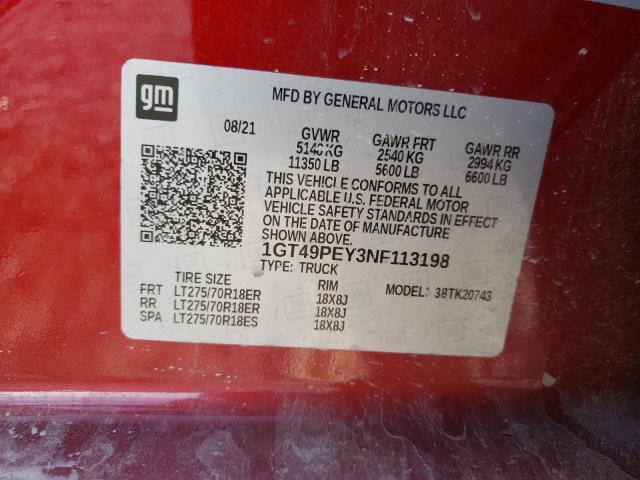 gm
MFD BY GENERAL MOTORS LLC
08/21 GVWR GAWR FRT GAWR RR
5148 KG 2540 KG 2994 KG
11350 LB 5600 LB 6600 LB
THIS VEHICLE CONFORMS TO ALL
APPLICABLE U.S. FEDERAL MOTOR
VEHICLE SAFETY STANDARDS IN EFFECT
ON THE DATE OF MANUFACTURE
SHOWN ABOVE.
1GT49PEY3NF113198
TYPE: TRUCK
TIRE SIZE RIM MODEL: 38TK20743
FRT LT275/70R18ER 18X8J
RR LT275/70R18ER 18X8J
SPA LT275/70R18ES 18X8J